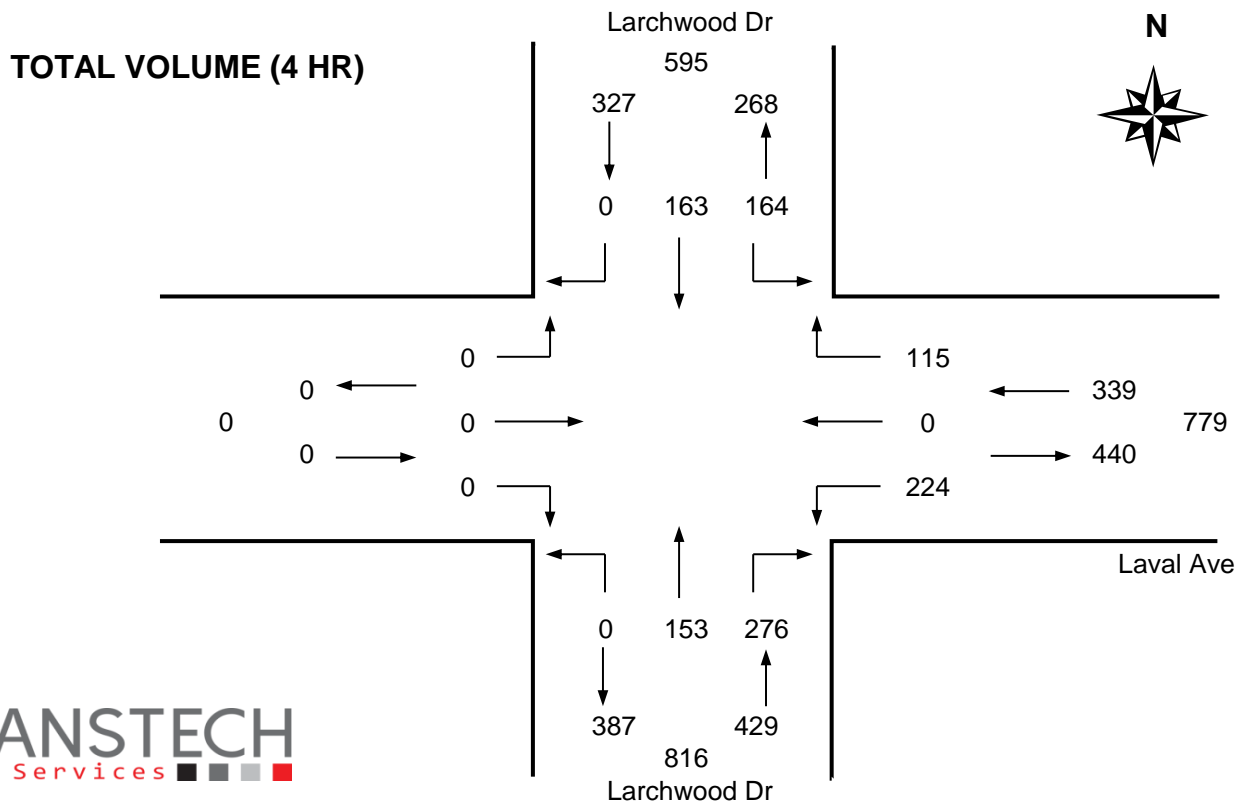 Larchwood Dr
N
TOTAL VOLUME (4 HR)
595
327 268
0 163 164
0 115
0 339
0 0 0 779
0 440
0 224
Laval Ave
0 153 276
387 429
816
Larchwood Dr
ANSTECH
Services